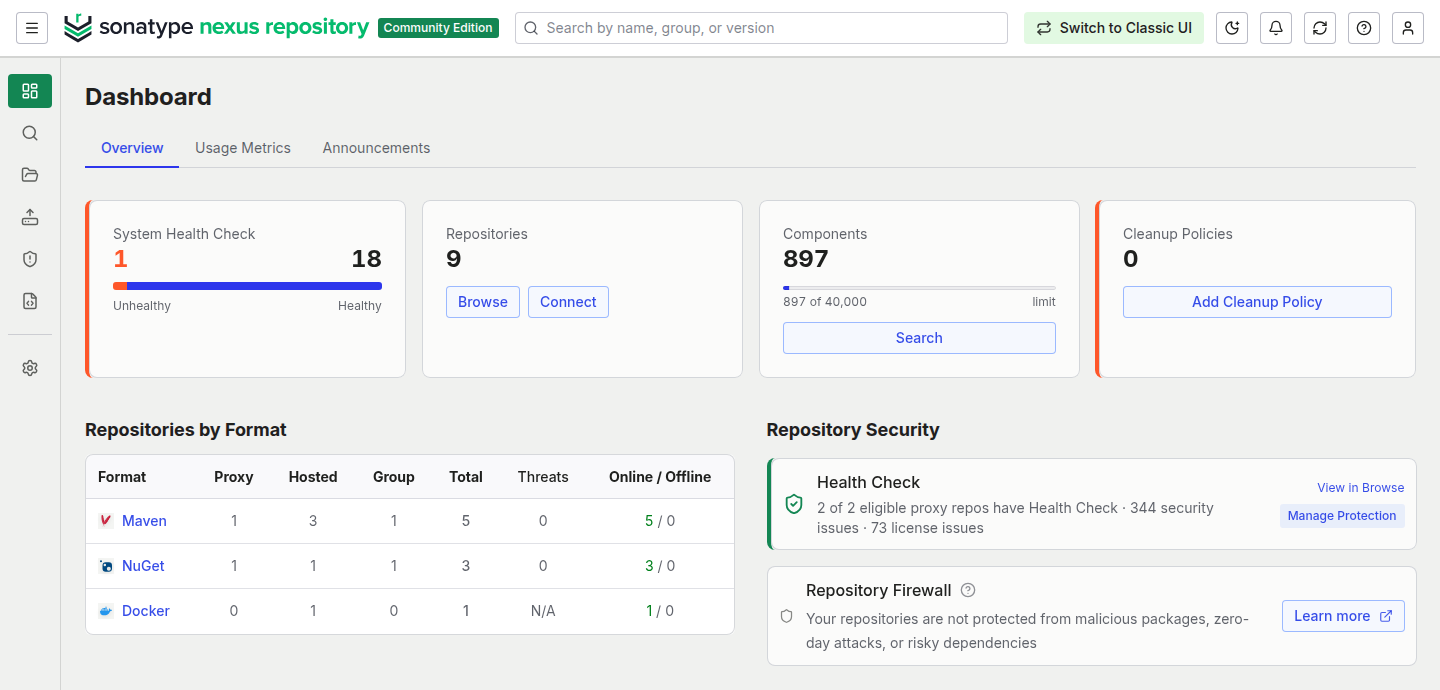 sonatype nexus repository Community Edition Search by name, group, or version Switch to Classic UI
Dashboard
Overview Usage Metrics Announcements
System Health Check
1 18
Unhealthy Healthy
Repositories
9
Browse Connect
Components
897
897 of 40,000 limit
Search
Cleanup Policies
0
Add Cleanup Policy
Repositories by Format
Format Proxy Hosted Group Total Threats Online / Offline
Maven 1 3 1 5 0 5 / 0
NuGet 1 1 1 3 0 3 / 0
Docker 0 1 0 1 N/A 1 / 0
Repository Security
Health Check
2 of 2 eligible proxy repos have Health Check · 344 security
issues · 73 license issues
View in Browse
Manage Protection
Repository Firewall
Your repositories are not protected from malicious packages, zero-
day attacks, or risky dependencies
Learn more